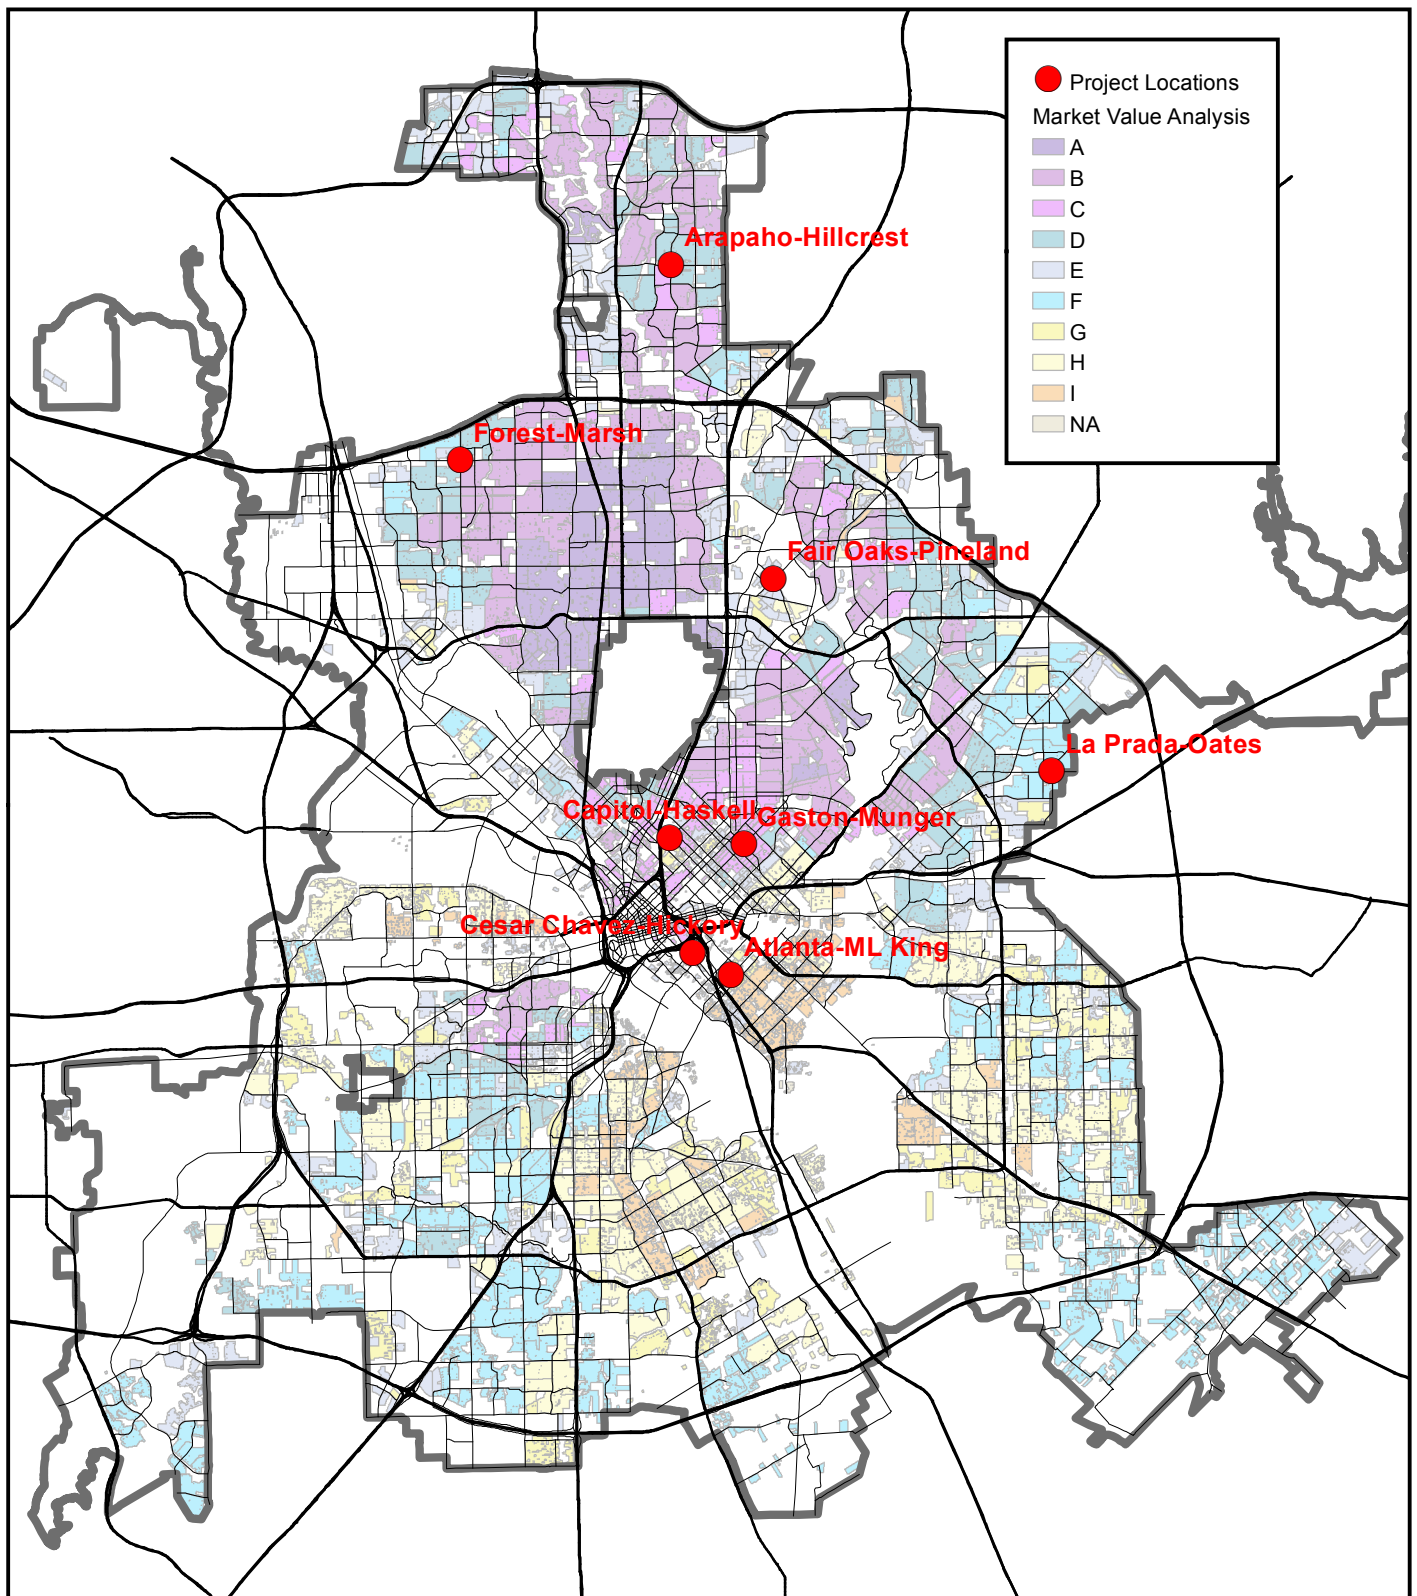 Project Locations
Market Value Analysis
A
B
C
D
E
F
G
H
I
NA
Arapaho-Hillcrest
Forest-Marsh
Fair Oaks-Pineland
La Prada-Oates
Capitol-Haskell
Gaston-Munger
Cesar Chavez-Hickory
Atlanta-ML King